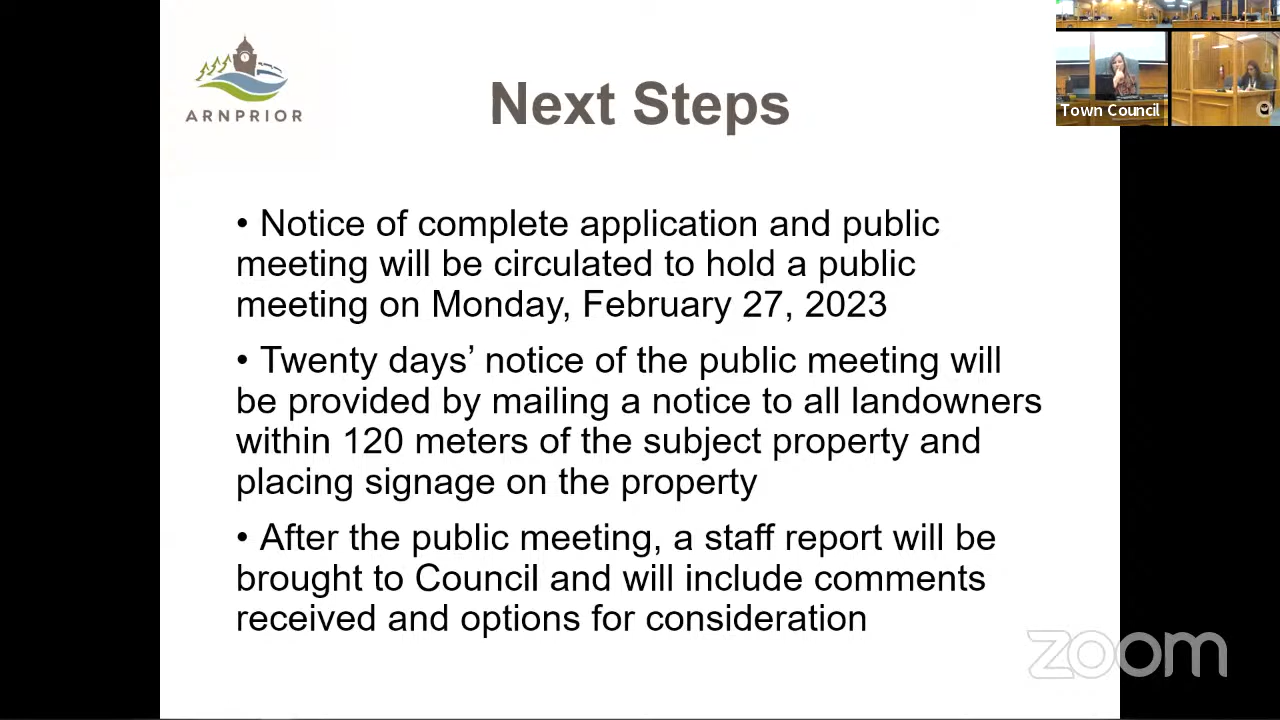 ARNPRIOR
Next Steps
Town Council
• Notice of complete application and public
meeting will be circulated to hold a public
meeting on Monday, February 27, 2023
• Twenty days’ notice of the public meeting will
be provided by mailing a notice to all landowners
within 120 meters of the subject property and
placing signage on the property
• After the public meeting, a staff report will be
brought to Council and will include comments
received and options for consideration
zoom